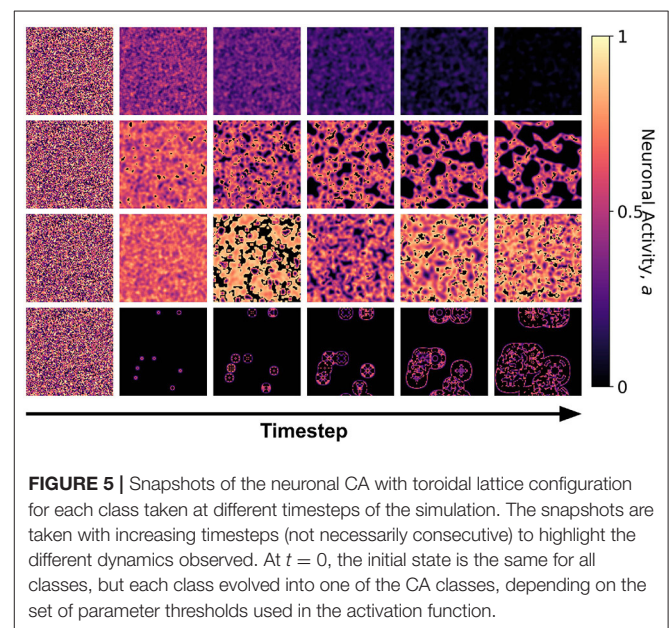 1
0.5
0
Neuronal Activity, a
Timestep
FIGURE 5 | Snapshots of the neuronal CA with toroidal lattice configuration
for each class taken at different timesteps of the simulation. The snapshots are
taken with increasing timesteps (not necessarily consecutive) to highlight the
different dynamics observed. At t = 0, the initial state is the same for all
classes, but each class evolved into one of the CA classes, depending on the
set of parameter thresholds used in the activation function.